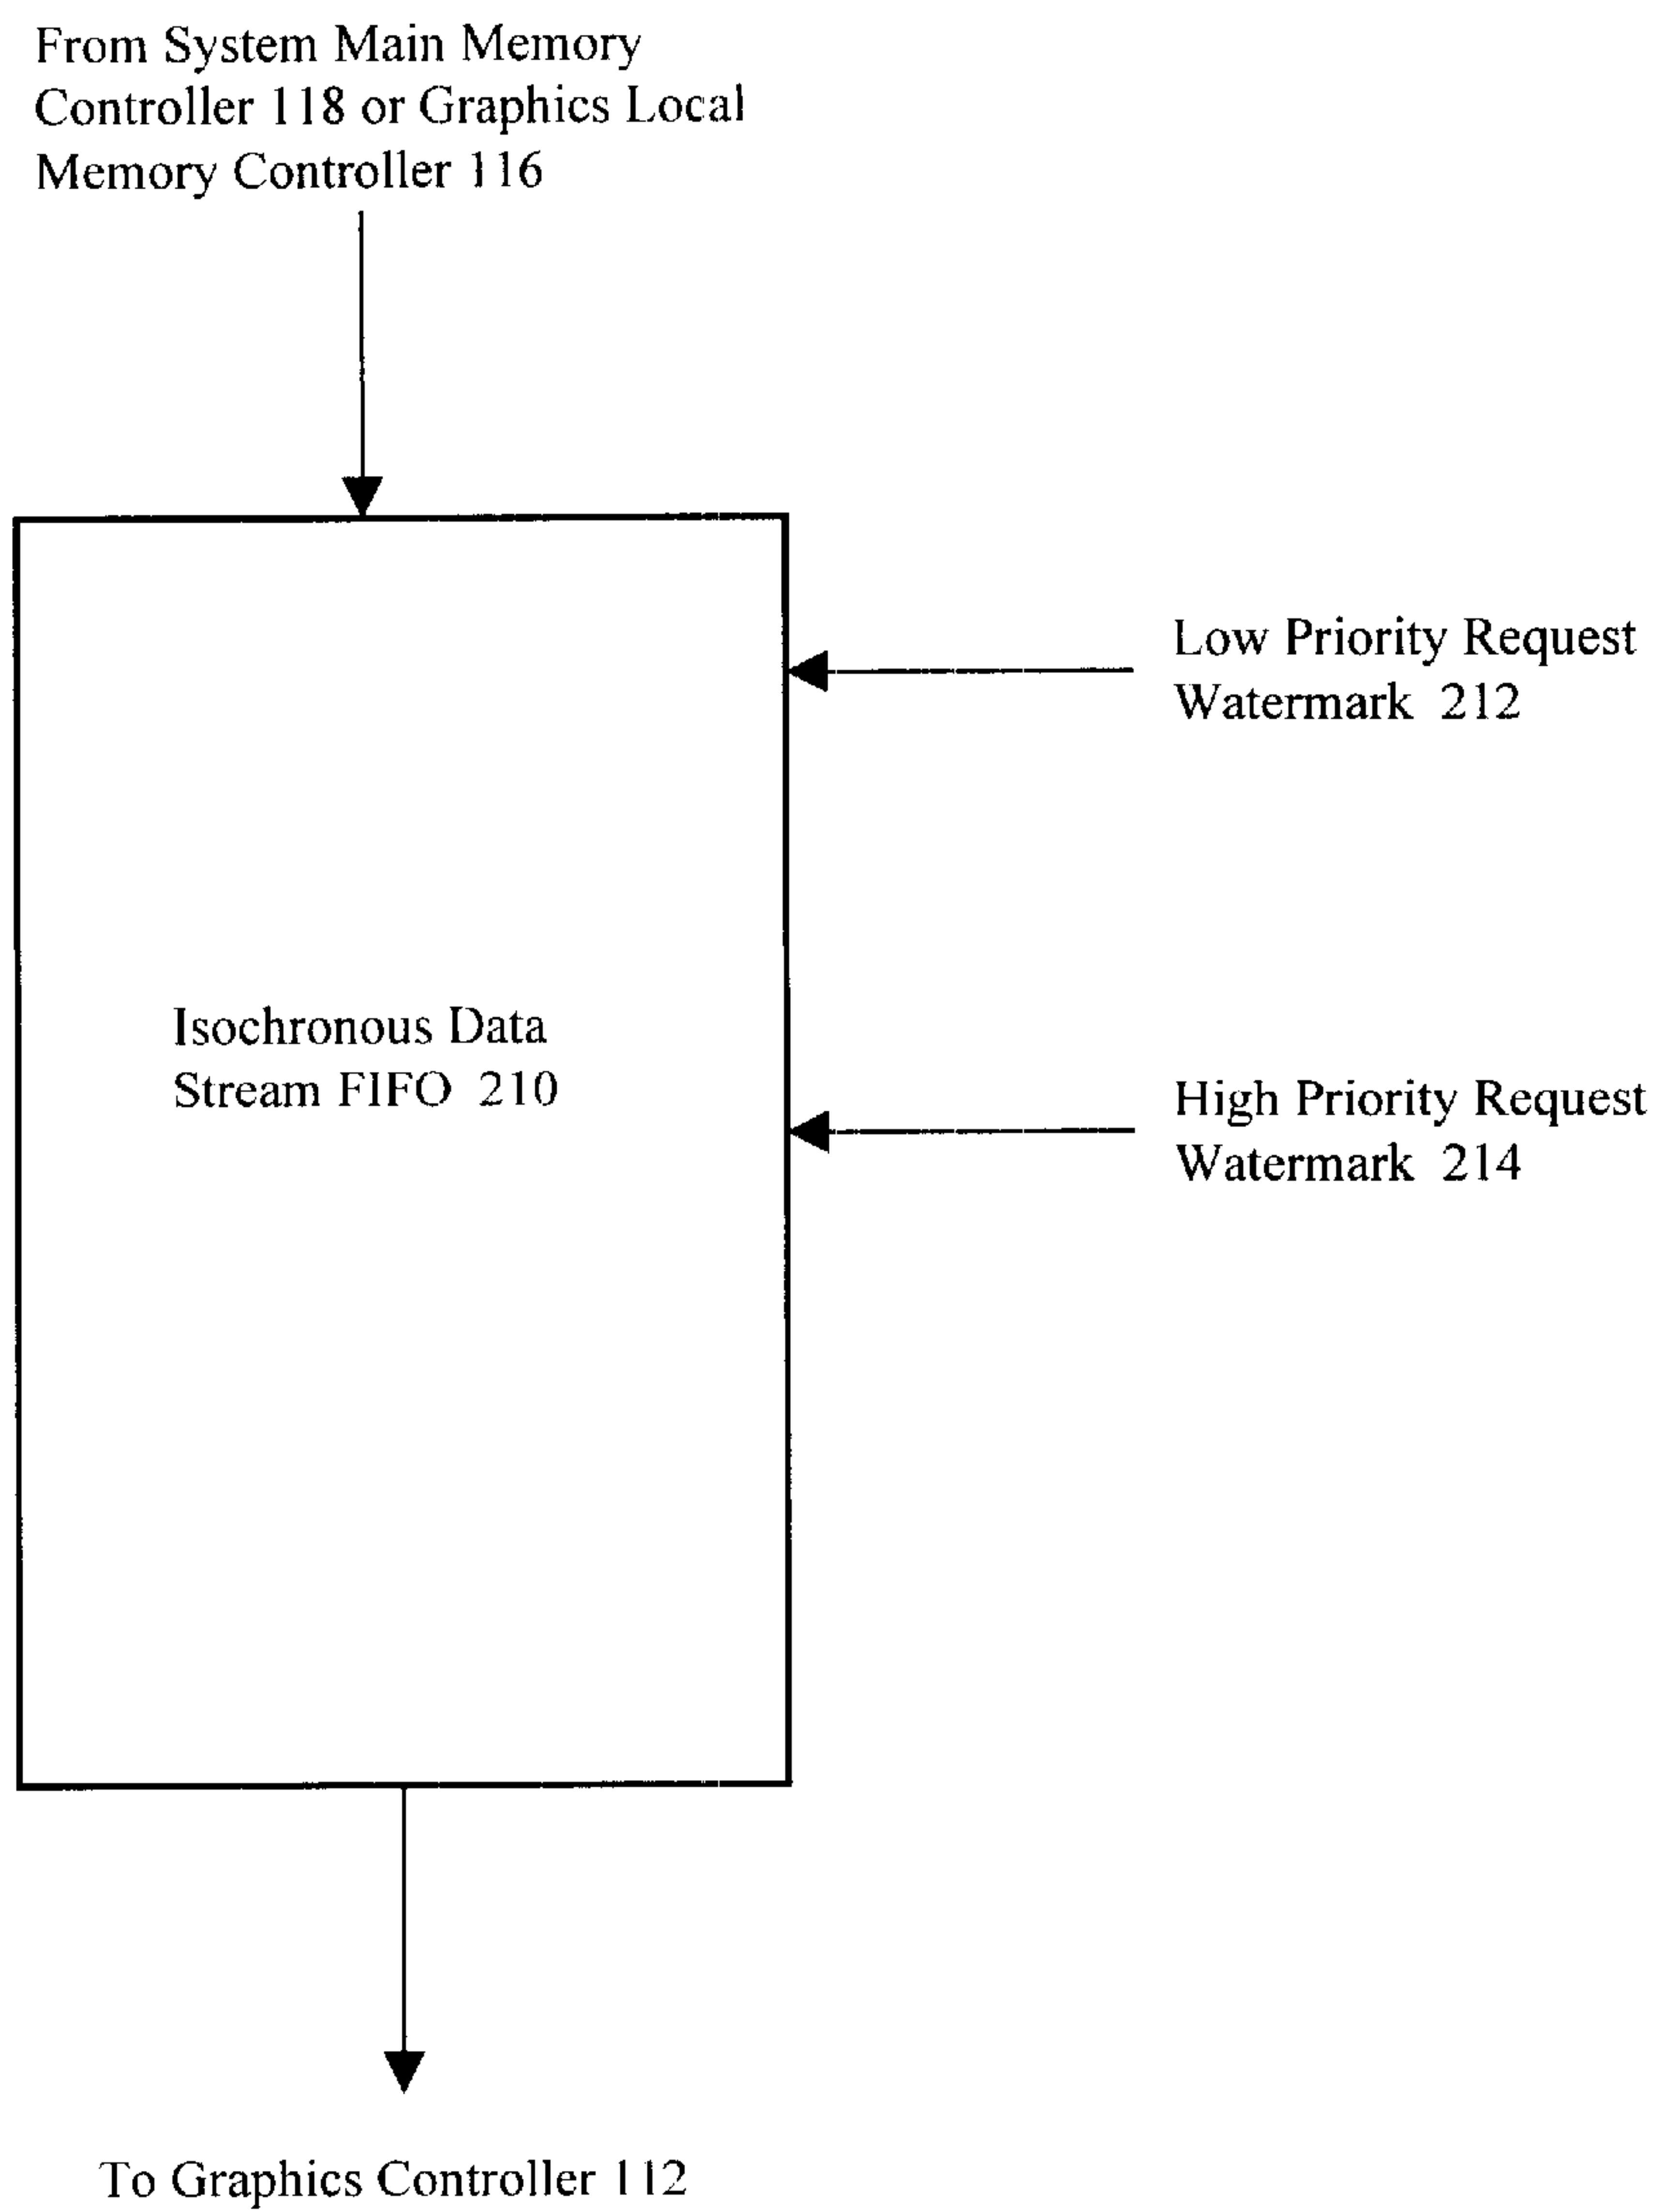 From System Main Memory
Controller 118 or Graphics Local
Memory Controller 116
Low Priority Request
Watermark 212
Isochronous Data
Stream FIFO 210
High Priority Request
Watermark 214
To Graphics Controller 112